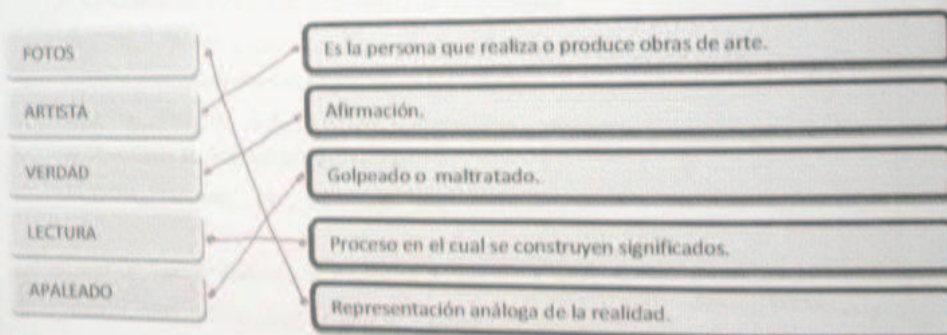 FOTOS
Es la persona que realiza o produce obras de arte.
ARTISTA
Afirmación.
VERDAD
Golpeado o maltratado.
LECTURA
Proceso en el cual se construyen significados.
APALEADO
Representación análoga de la realidad.